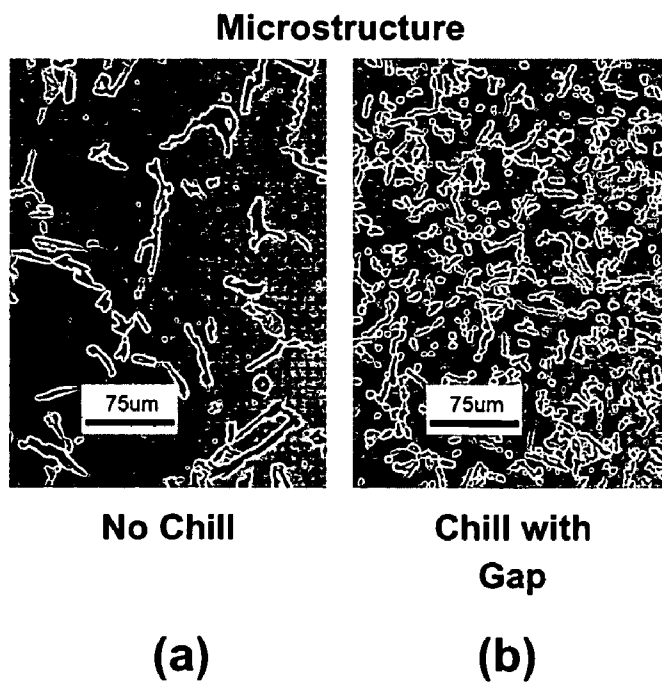 Microstructure
75um
75um
No Chill
Chill with
Gap
(a)
(b)